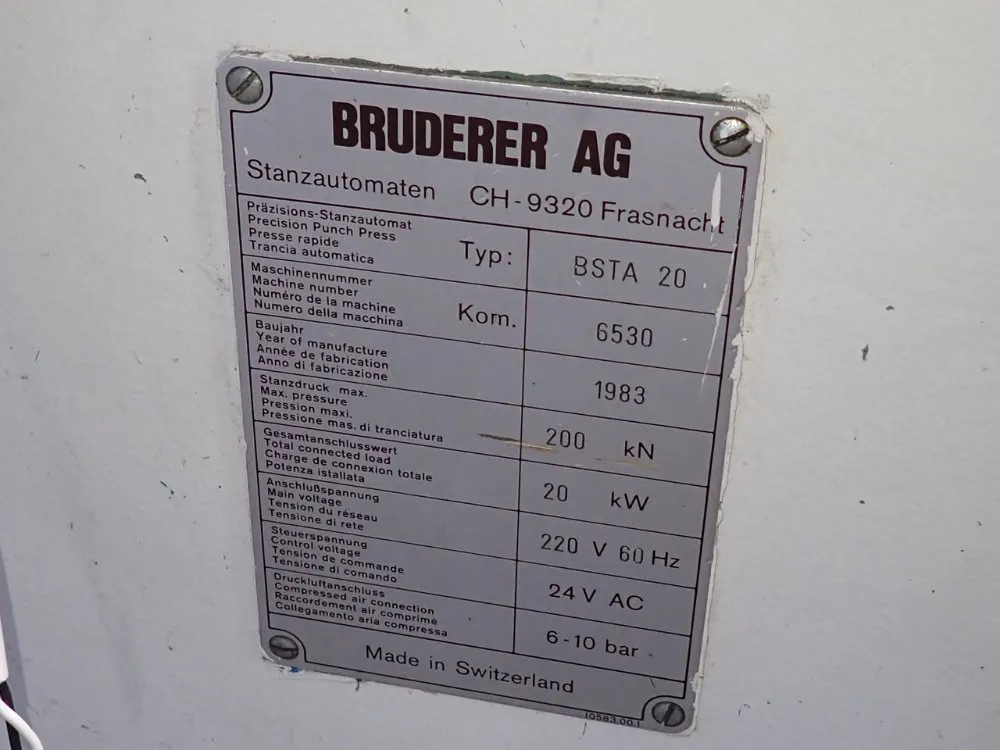 BRUDERER AG
Stanzautomaten CH-9320 Frasnacht
Präzisions-Stanzautomat
Precision Punch Press
Presse rapide
Trancia automatica
Typ:
BSTA 20
Maschinennummer
Machine number
Numéro de la machine
Numero della macchina
Kom.
6530
Baujahr
Year of manufacture
Année de fabrication
Anno di fabricazione
1983
Stanzdruck max.
Max. pressure
Pression maxi.
Pressione mas. di tranciatura
200 kN
Gesamtanschlusswert
Total connected load
Charge de connexion totale
Potenza istallata
20 kW
Anschlußspannung
Main voltage
Tension du réseau
Tensione di rete
220 V 60 Hz
Steuerspannung
Control voltage
Tension de commande
Tensione di comando
24 V AC
Druckluftanschluss
Compressed air connection
Raccordement air comprimé
Collegamento aria compressa
6-10 bar
Made in Switzerland